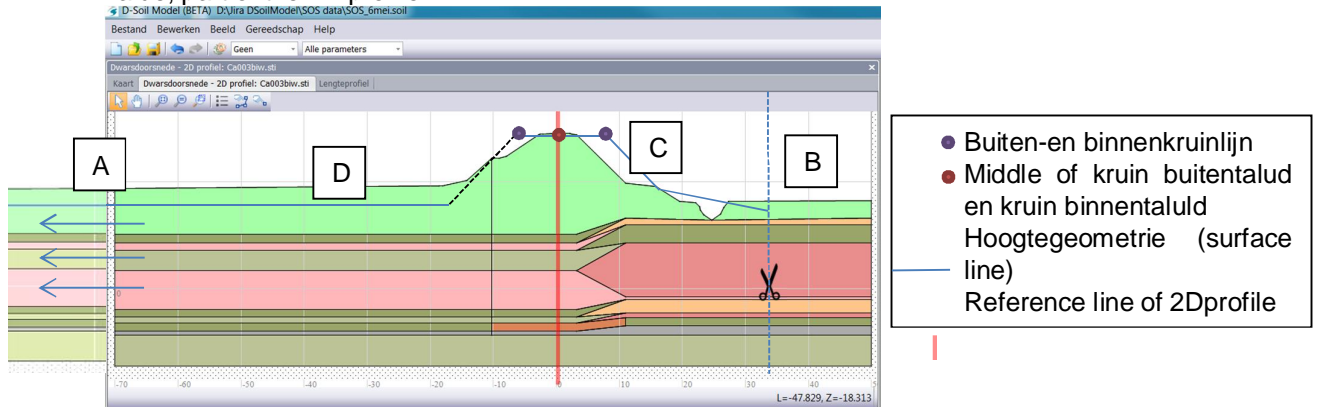 D-Soil Model (BETA) D:\Jira DSoilModel\SOS data\SOS_6mei.soil
Bestand Bewerken Beeld Gereedschap Help
Geen Alle parameters
Dwarsdoorsnede - 2D profiel: Ca003biw.sti
Kaart Dwarsdoorsnede - 2D profiel: Ca003biw.sti Lengteprofiel
A
D
C
B
0
-70 -60 -50 -40 -30 -20 -10 0 10 20 30 40 5
L=-47.829, Z=-18.313
Buiten-en binnenkruinlijn
Middle of kruin buitentalud
en kruin binnentaluld
Hoogtegeometrie (surface
line)
Reference line of 2Dprofile